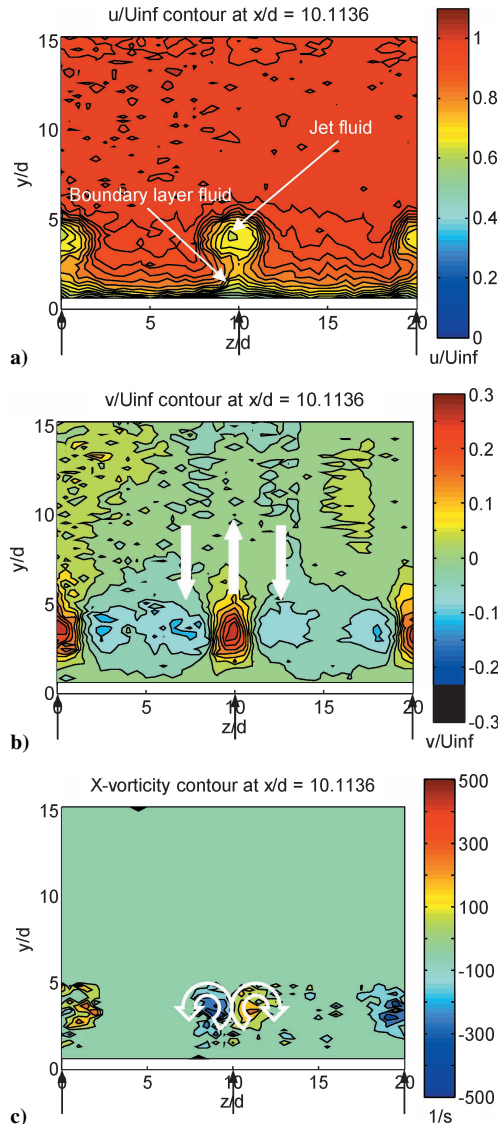 u/Uinf contour at x/d = 10.1136
15
10
5
0
y/d
Jet fluid
Boundary layer fluid
0 5 10 15 20
z/d
1
0.8
0.6
0.4
0.2
0
u/Uinf
a)
v/Uinf contour at x/d = 10.1136
15
10
5
0
y/d
0 5 10 15 20
z/d
0.3
0.2
0.1
0
-0.1
-0.2
-0.3
v/Uinf
b)
X-vorticity contour at x/d = 10.1136
15
10
5
0
y/d
0 5 10 15 20
z/d
500
300
100
-100
-300
-500
1/s
c)